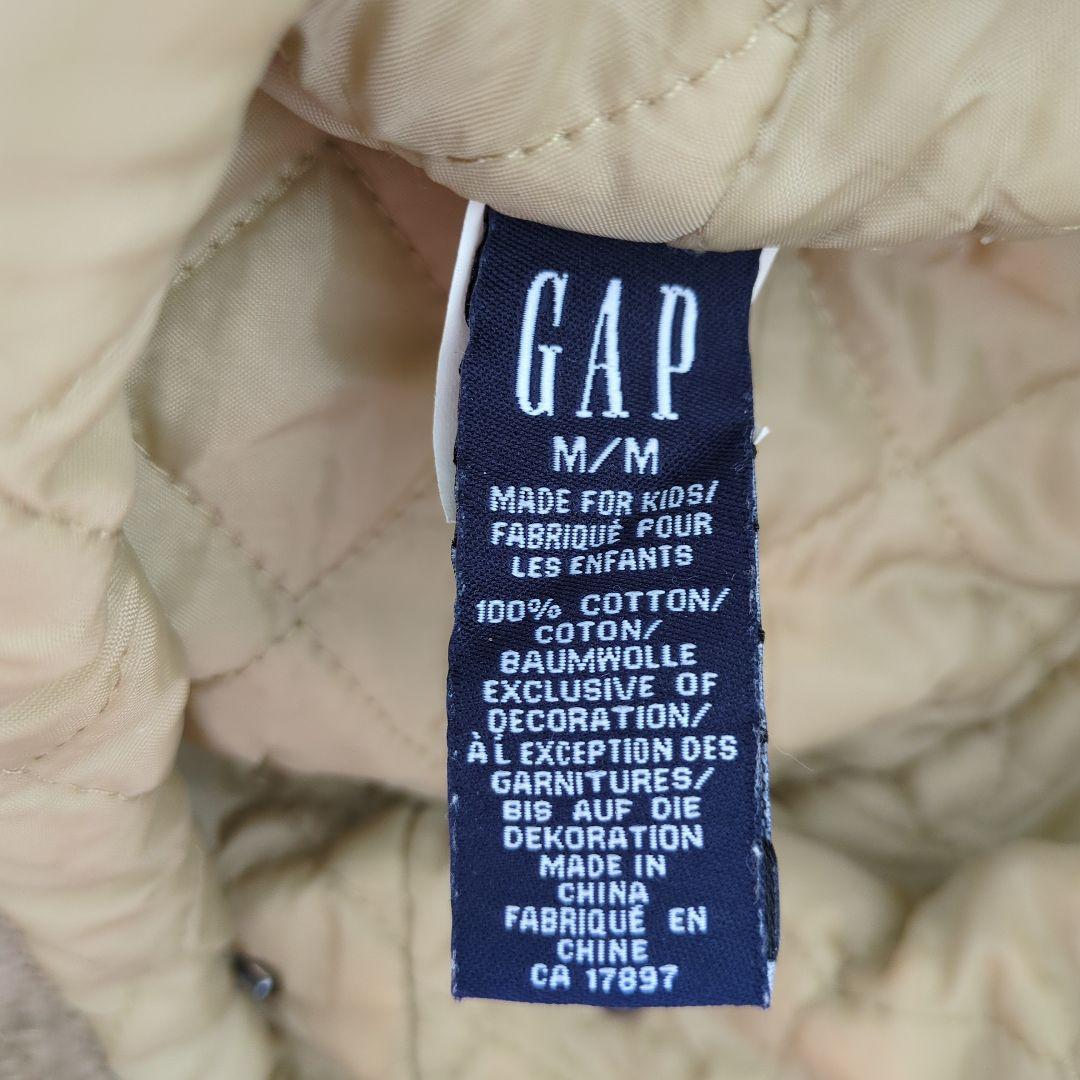 GAP
M/M
MADE FOR KIDS/
FABRIQUÉ POUR
LES ENFANTS
100% COTTON/
COTON/
BAUMWOLLE
EXCLUSIVE OF
DECORATION/
À L EXCEPTION DES
GARNITURES/
BIS AUF DIE
DEKORATION
MADE IN
CHINA
FABRIQUÉ EN
CHINE
CA 17897